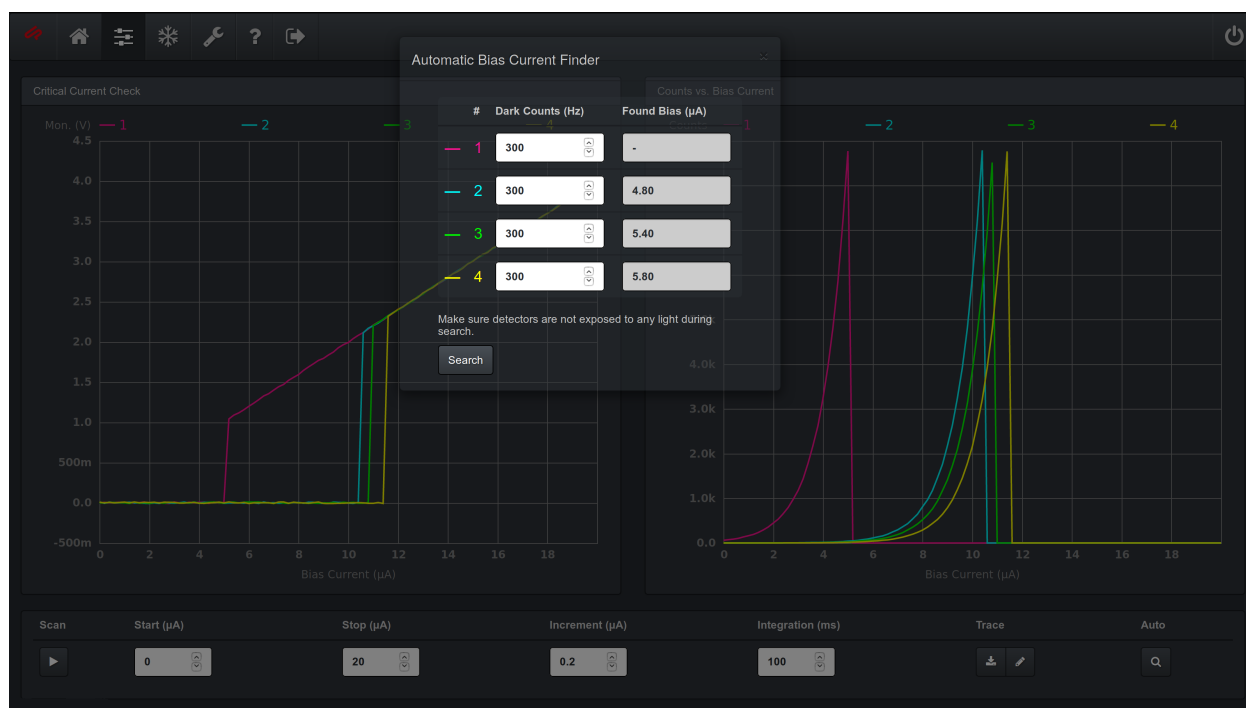 ?
Automatic Bias Current Finder
×
# Dark Counts (Hz) Found Bias (µA)
1 300 -
2 300 4.80
3 300 5.40
4 300 5.80
Make sure detectors are not exposed to any light during
search.
Search
Critical Current Check
Mon. (V) 1 2 3 4
4.5
4.0
3.5
3.0
2.5
2.0
1.5
1.0
500m
0.0
-500m
0 2 4 6 8 10 12 14 16 18
Bias Current (µA)
Counts vs. Bias Current
1 2 3 4
4.0k
3.0k
2.0k
1.0k
0.0
0 2 4 6 8 10 12 14 16 18
Bias Current (µA)
Scan Start (µA) Stop (µA) Increment (µA) Integration (ms) Trace Auto
0 20 0.2 100